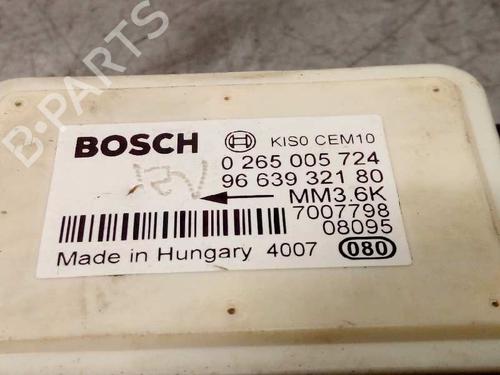 B-PARTS
BOSCH KIS0 CEM10
0 265 005 724
96 639 321 80
MM3.6K
7007798
08095
Made in Hungary 4007 080